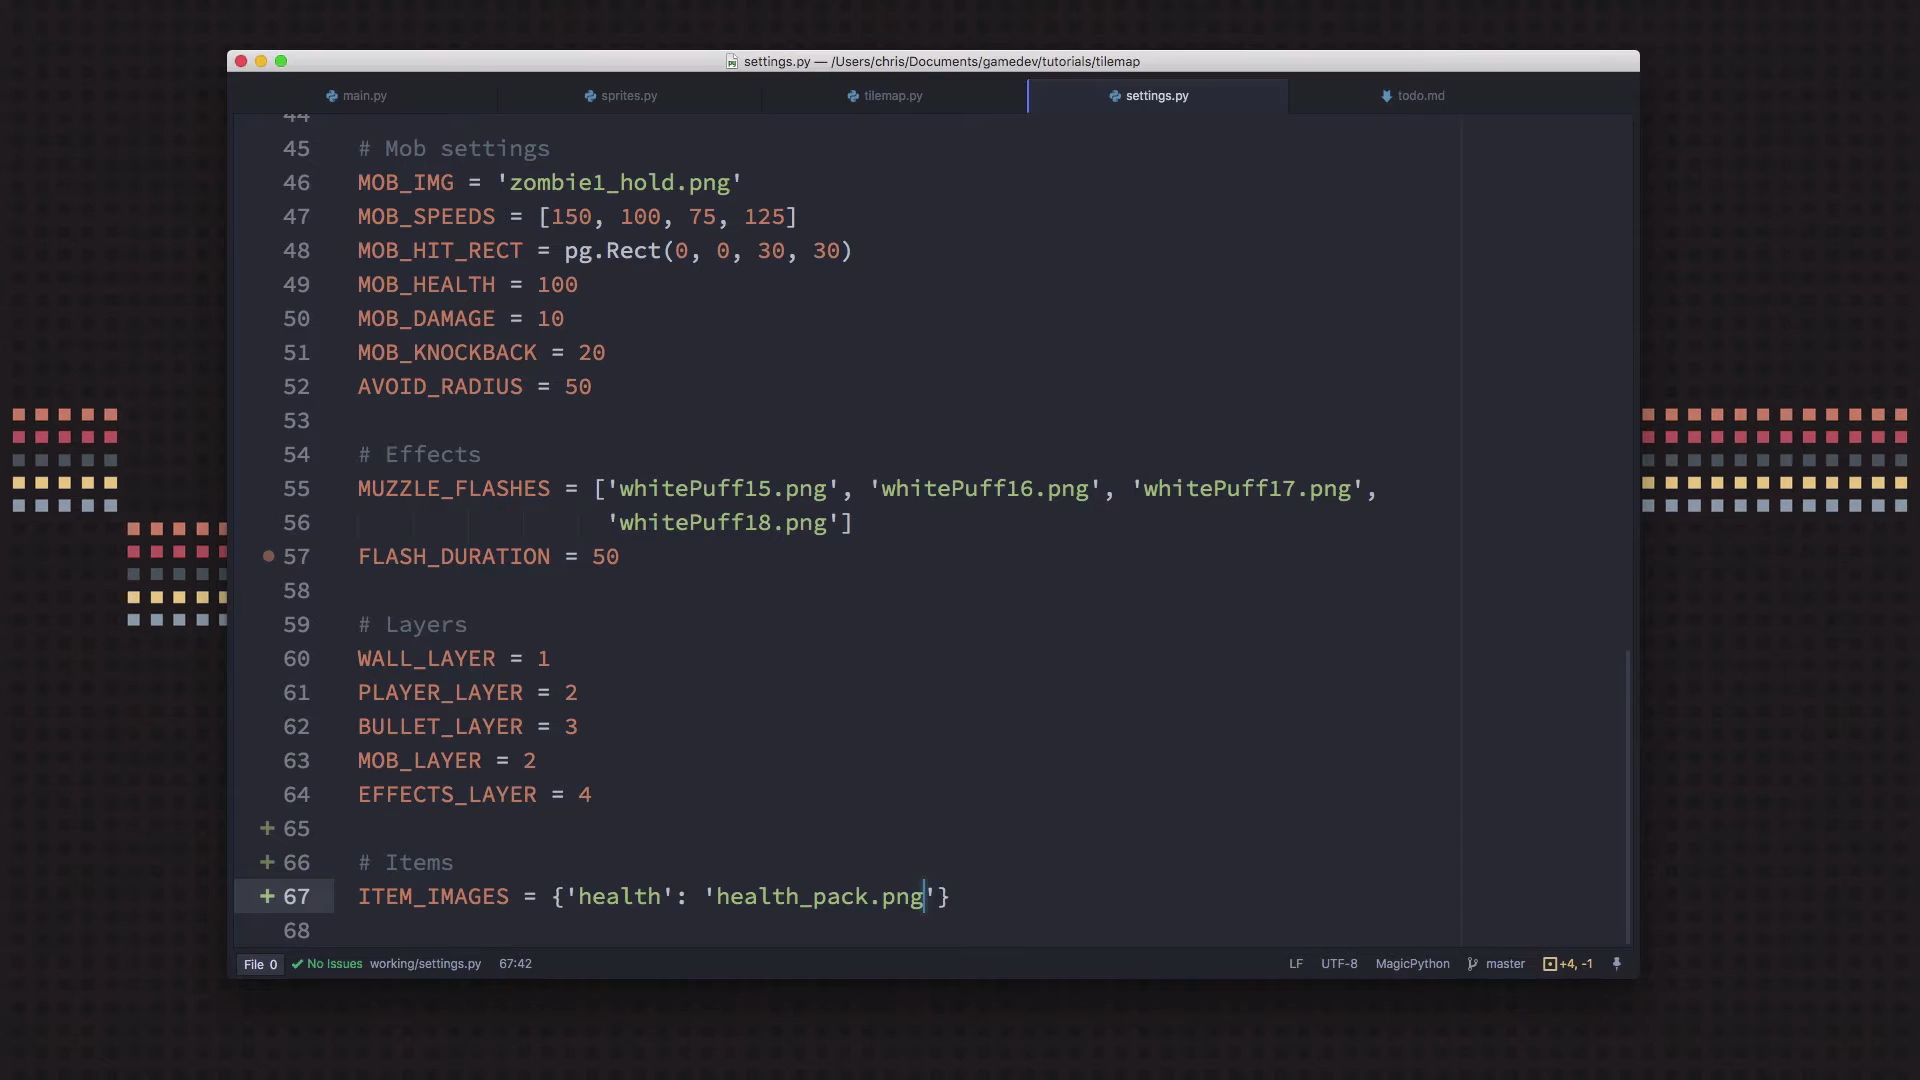 settings.py — /Users/chris/Documents/gamedev/tutorials/tilemap
main.py sprites.py tilemap.py settings.py todo.md
44
45 # Mob settings
46 MOB_IMG = 'zombie1_hold.png'
47 MOB_SPEEDS = [150, 100, 75, 125]
48 MOB_HIT_RECT = pg.Rect(0, 0, 30, 30)
49 MOB_HEALTH = 100
50 MOB_DAMAGE = 10
51 MOB_KNOCKBACK = 20
52 AVOID_RADIUS = 50
53
54 # Effects
55 MUZZLE_FLASHES = ['whitePuff15.png', 'whitePuff16.png', 'whitePuff17.png',
56 'whitePuff18.png']
57 FLASH_DURATION = 50
58
59 # Layers
60 WALL_LAYER = 1
61 PLAYER_LAYER = 2
62 BULLET_LAYER = 3
63 MOB_LAYER = 2
64 EFFECTS_LAYER = 4
+ 65
+ 66 # Items
+ 67 ITEM_IMAGES = {'health': 'health_pack.png'}
68
File 0 No Issues working/settings.py 67:42 LF UTF-8 MagicPython master +4, -1